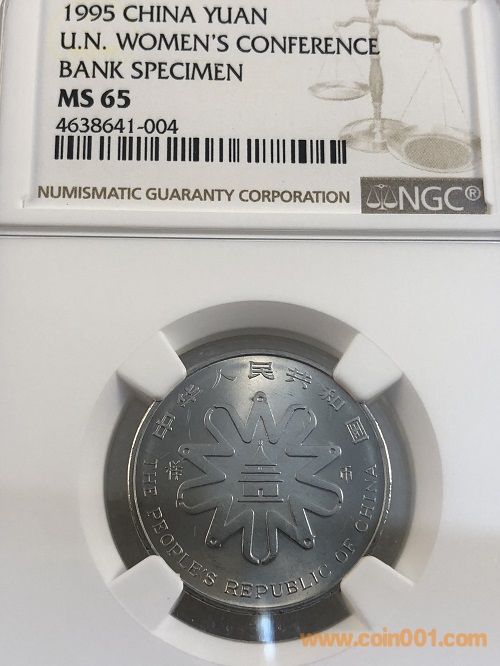 1995 CHINA YUAN
U.N. WOMEN'S CONFERENCE
BANK SPECIMEN
MS 65
4638641-004
NUMISMATIC GUARANTY CORPORATION
NGC®
中华人民共和国
样 币
THE PEOPLE'S REPUBLIC OF CHINA
www.coin001.com